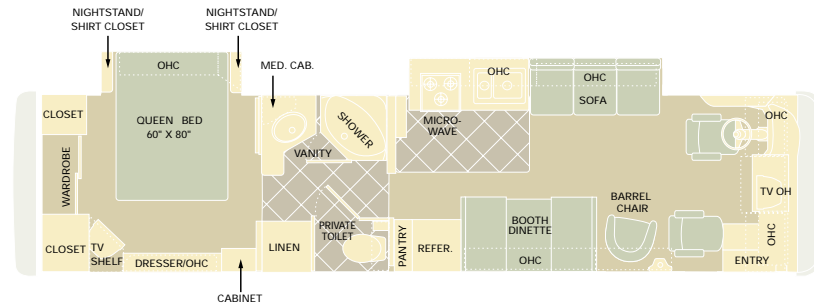 NIGHTSTAND/
SHIRT CLOSET
NIGHTSTAND/
SHIRT CLOSET
OHC
MED. CAB.
OHC
OHC
SOFA
CLOSET
QUEEN BED
60" X 80"
SHOWER
MICRO-
WAVE
OHC
VANITY
WARDROBE
TV OH
BARREL
CHAIR
PRIVATE
TOILET
BOOTH
DINETTE
CLOSET
TV
SHELF
LINEN
PANTRY
REFER.
OHC
DRESSER/OHC
OHC
ENTRY
CABINET